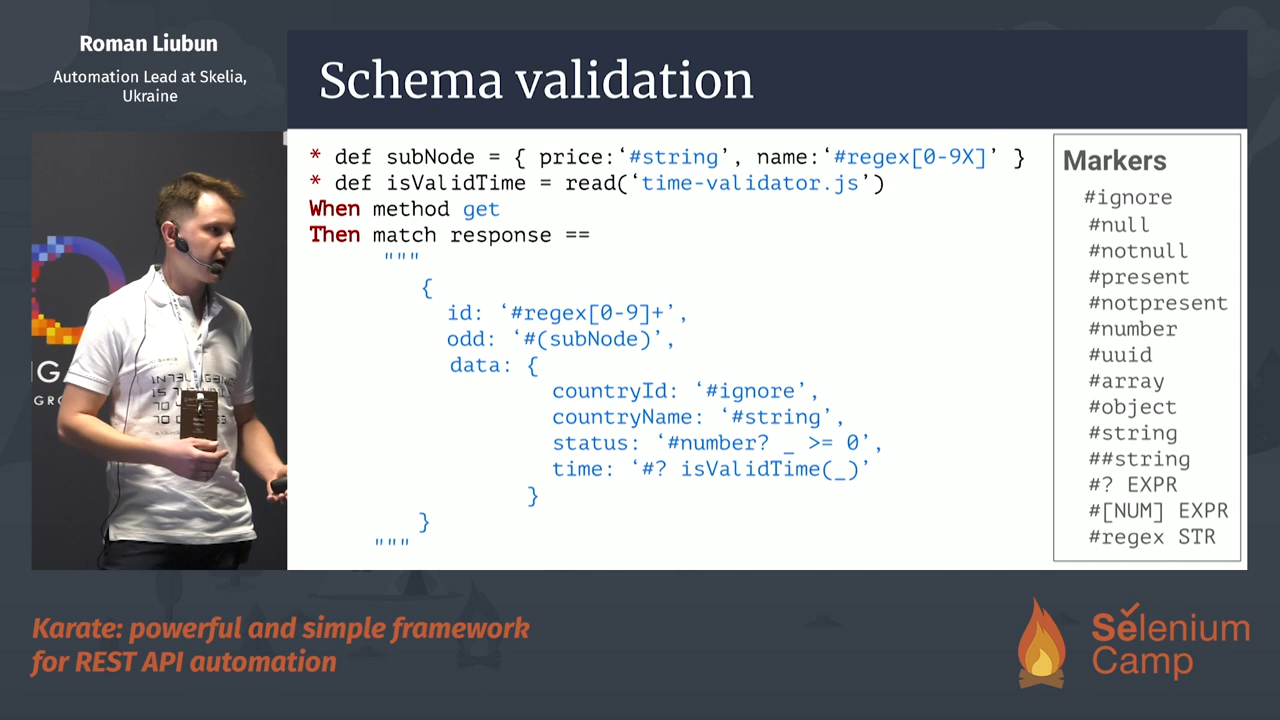 Roman Liubun
Automation Lead at Skelia,
Ukraine
Schema validation
* def subNode = { price:‘#string’, name:‘#regex[0-9X]’ }
* def isValidTime = read(‘time-validator.js’)
When method get
Then match response ==
"""
{
id: ‘#regex[0-9]+’,
odd: ‘#(subNode)’,
data: {
countryId: ‘#ignore’,
countryName: ‘#string’,
status: ‘#number? _ >= 0’,
time: ‘#? isValidTime(_)’
}
}
"""
Markers
#ignore
#null
#notnull
#present
#notpresent
#number
#uuid
#array
#object
#string
##string
#? EXPR
#[NUM] EXPR
#regex STR
Karate: powerful and simple framework
for REST API automation
Selenium
Camp